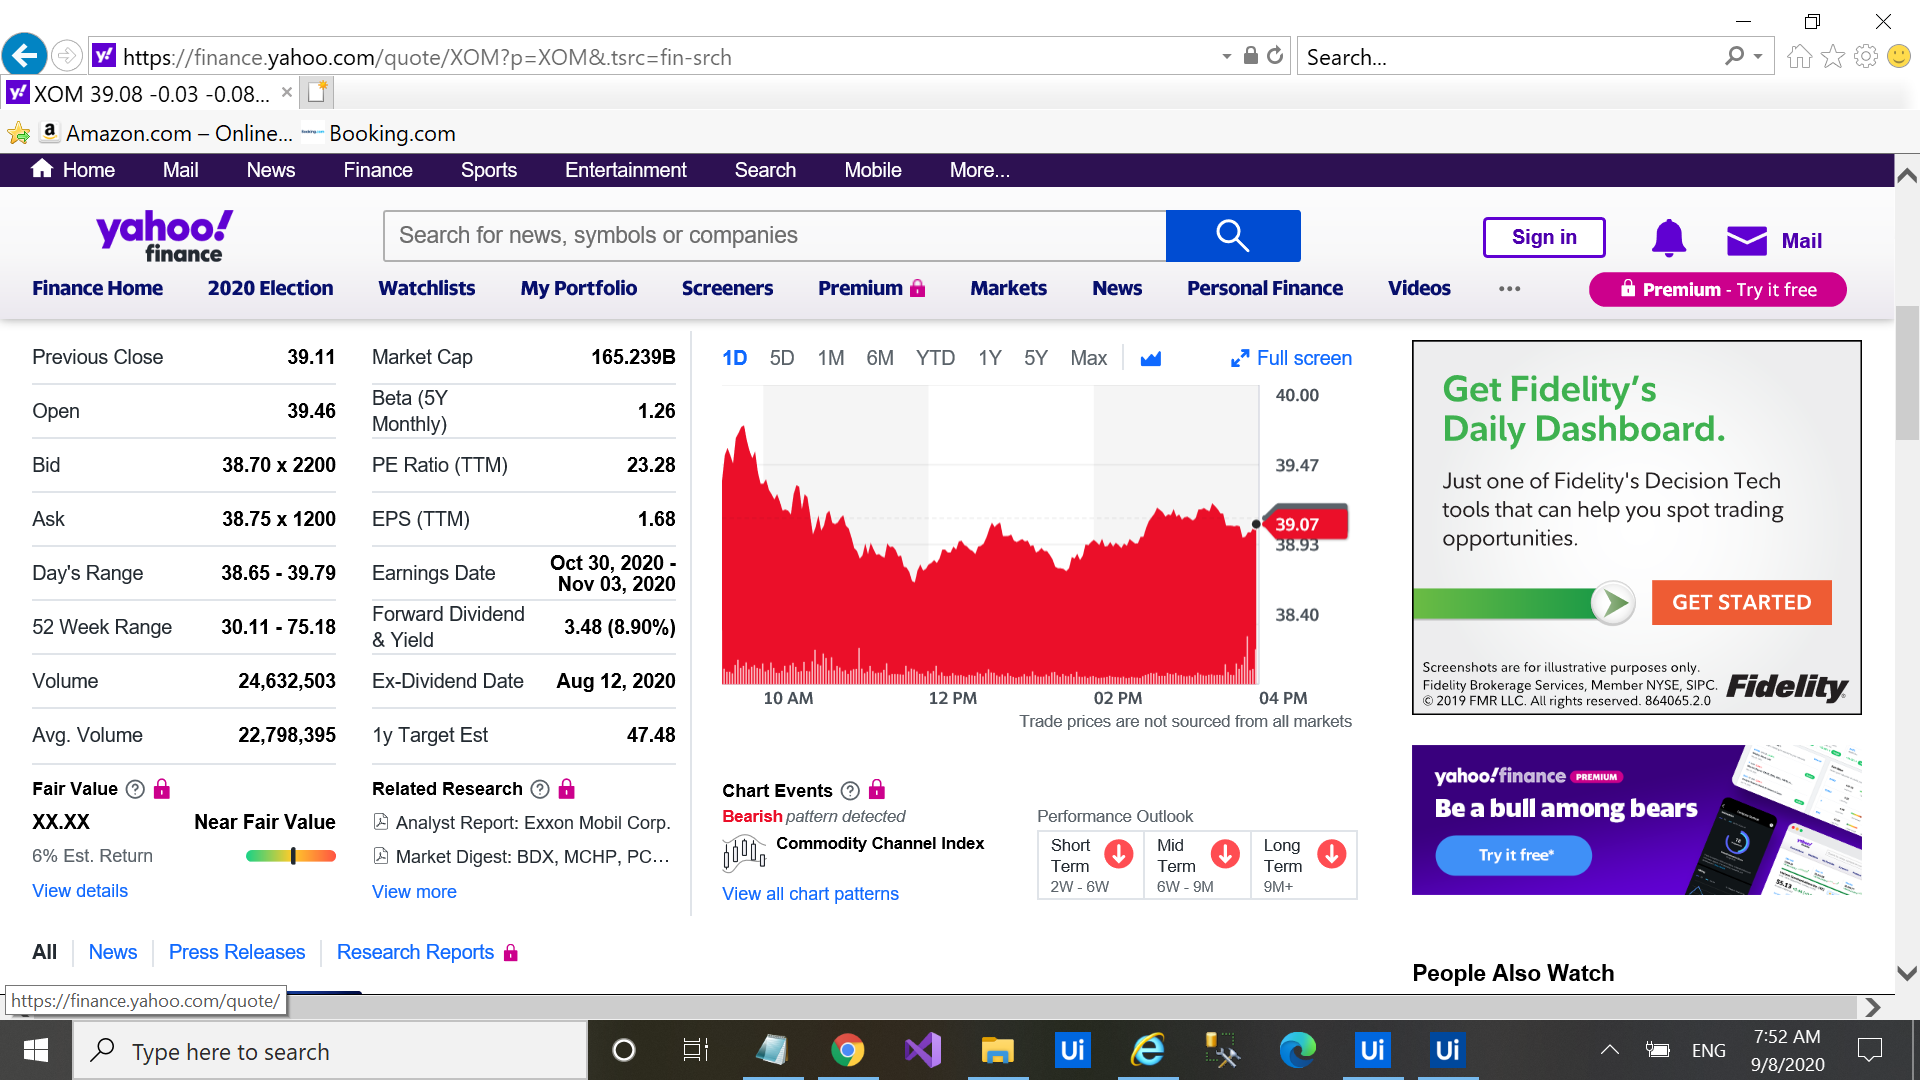 https://finance.yahoo.com/quote/XOM?p=XOM&.tsrc=fin-srch
Search...
XOM 39.08 -0.03 -0.08...
Amazon.com – Online...
Booking.com
Home Mail News Finance Sports Entertainment Search Mobile More...
yahoo!
finance
Search for news, symbols or companies
Sign in
Mail
Finance Home 2020 Election Watchlists My Portfolio Screeners Premium Markets News Personal Finance Videos ...
Premium - Try it free
Previous Close 39.11
Open 39.46
Bid 38.70 x 2200
Ask 38.75 x 1200
Day's Range 38.65 - 39.79
52 Week Range 30.11 - 75.18
Volume 24,632,503
Avg. Volume 22,798,395
Market Cap 165.239B
Beta (5Y
Monthly) 1.26
PE Ratio (TTM) 23.28
EPS (TTM) 1.68
Earnings Date Oct 30, 2020 -
Nov 03, 2020
Forward Dividend
& Yield 3.48 (8.90%)
Ex-Dividend Date Aug 12, 2020
1y Target Est 47.48
Fair Value
XX.XX Near Fair Value
6% Est. Return
View details
Related Research
Analyst Report: Exxon Mobil Corp.
Market Digest: BDX, MCHP, PC...
View more
1D 5D 1M 6M YTD 1Y 5Y Max
Full screen
40.00
39.47
39.07
38.93
38.40
10 AM 12 PM 02 PM 04 PM
Trade prices are not sourced from all markets
Chart Events
Bearish pattern detected
Commodity Channel Index
View all chart patterns
Performance Outlook
Short
Term
2W - 6W
Mid
Term
6W - 9M
Long
Term
9M+
Get Fidelity's
Daily Dashboard.
Just one of Fidelity's Decision Tech
tools that can help you spot trading
opportunities.
GET STARTED
Screenshots are for illustrative purposes only.
Fidelity Brokerage Services, Member NYSE, SIPC.
© 2019 FMR LLC. All rights reserved. 864065.2.0
Fidelity
yahoo!finance PREMIUM
Be a bull among bears
Try it free*
All News Press Releases Research Reports
People Also Watch
https://finance.yahoo.com/quote/
Type here to search
Ui
Ui
Ui
ENG
7:52 AM
9/8/2020